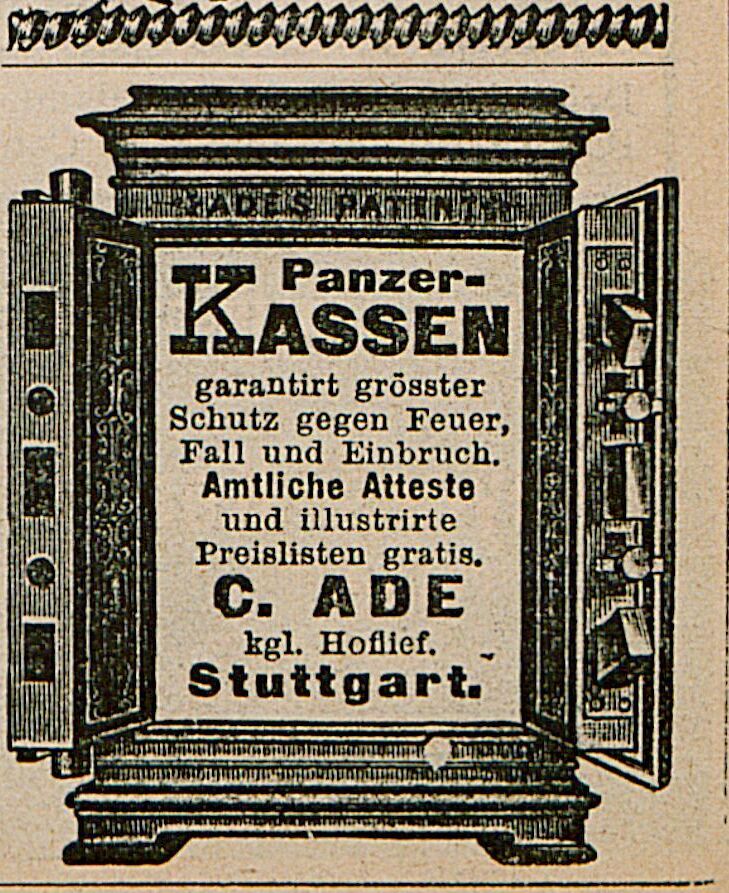 ADE'S PATENT
Panzer-
KASSEN
garantirt grösster
Schutz gegen Feuer,
Fall und Einbruch.
Amtliche Atteste
und illustrirte
Preislisten gratis.
C. ADE
kgl. Hoflief.
Stuttgart.